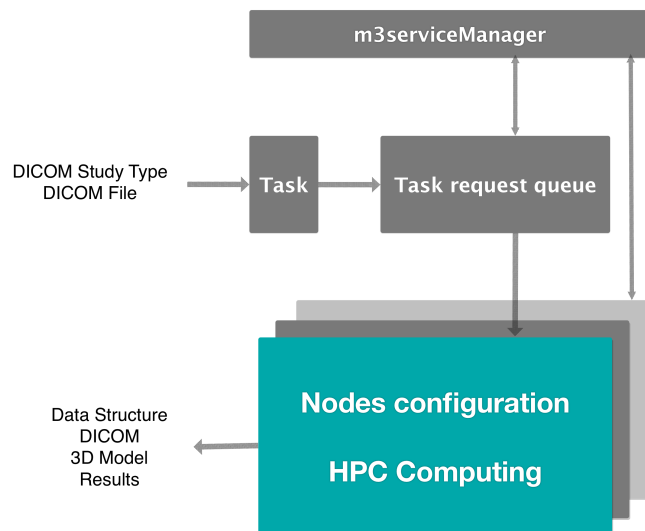 m3serviceManager
DICOM Study Type
DICOM File
Task
Task request queue
Nodes configuration
HPC Computing
Data Structure
DICOM
3D Model
Results